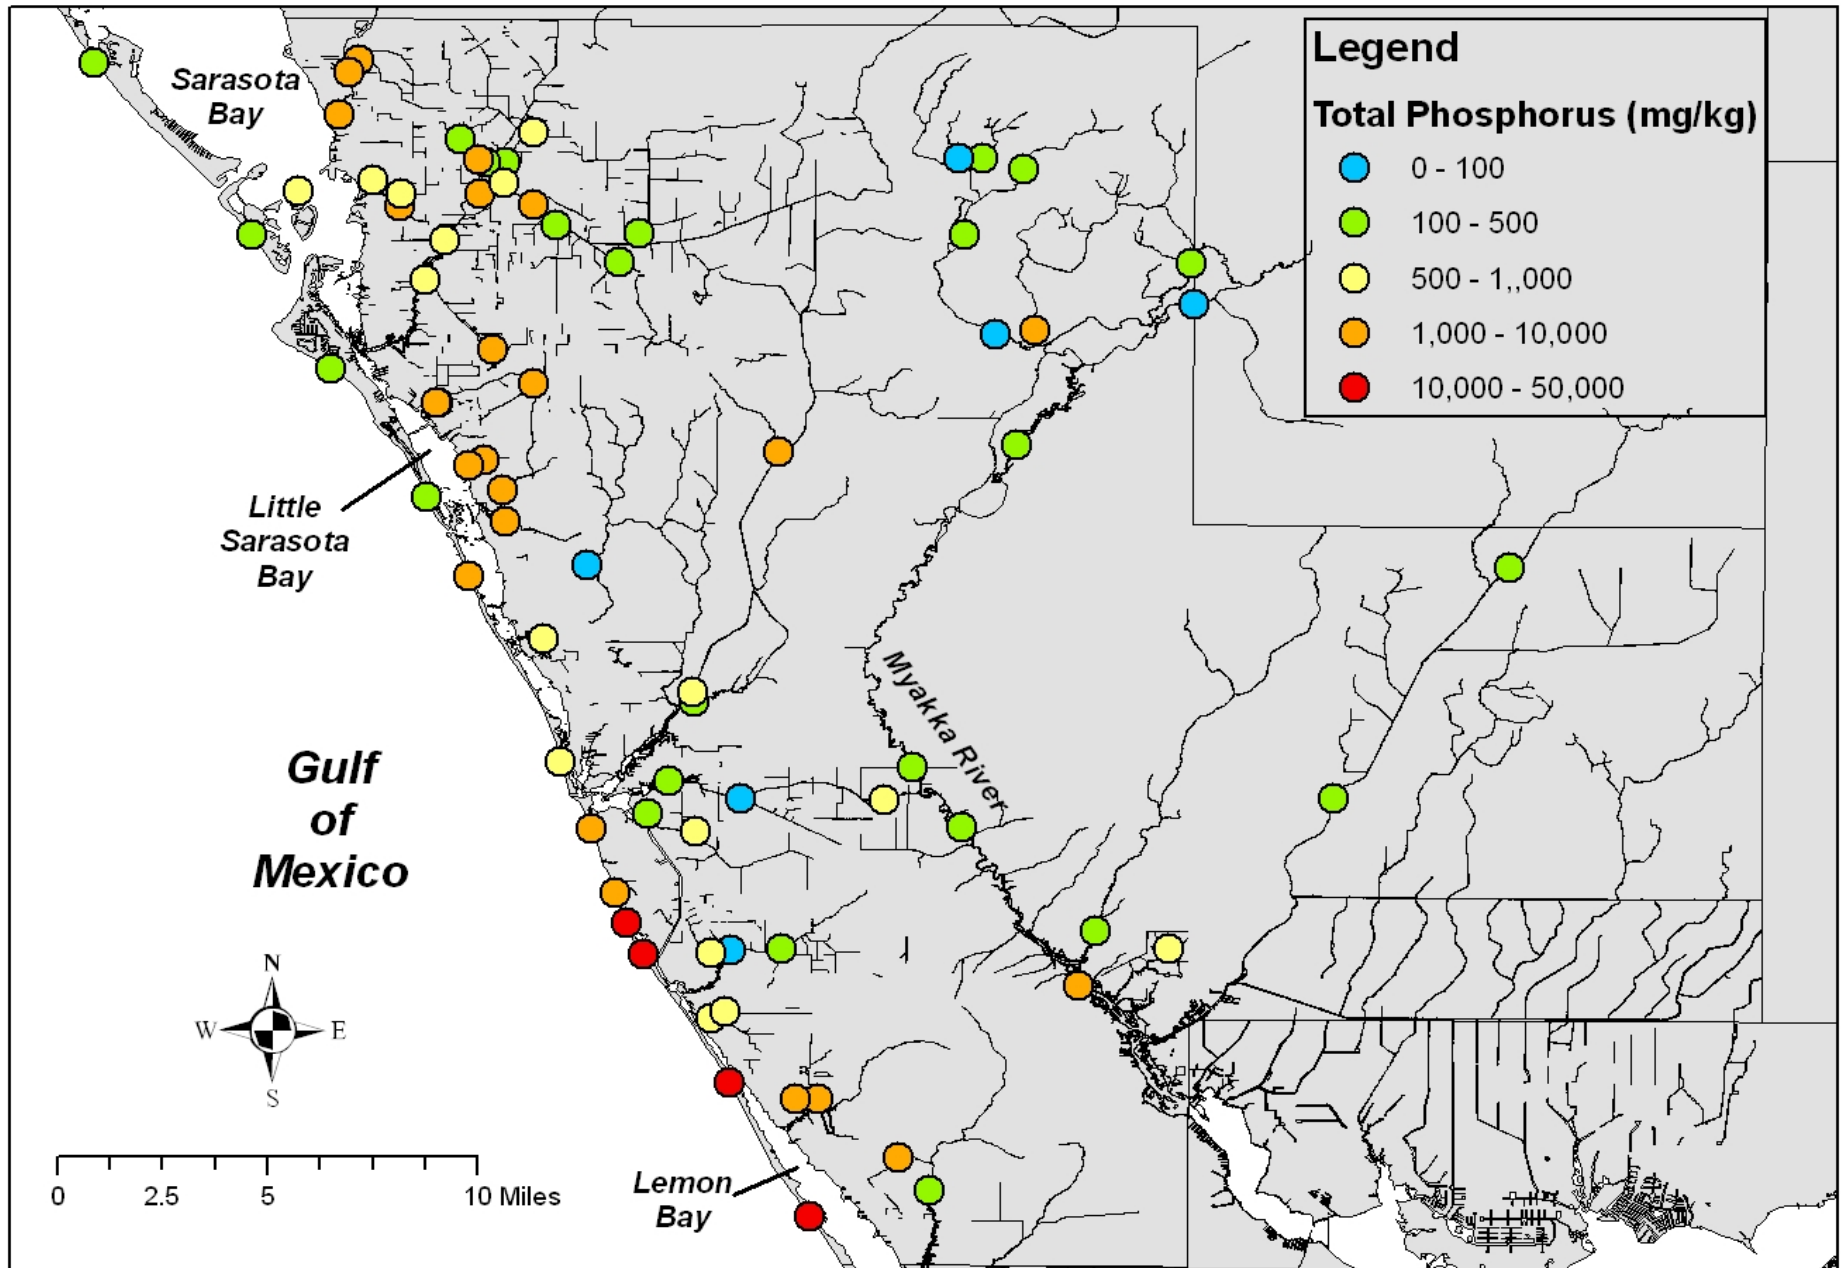 Legend
Total Phosphorus (mg/kg)
0 - 100
100 - 500
500 - 1,,000
1,000 - 10,000
10,000 - 50,000
Sarasota
Bay
Little
Sarasota
Bay
Myakka River
Gulf
of
Mexico
N
W
E
S
0
2.5
5
10 Miles
Lemon
Bay